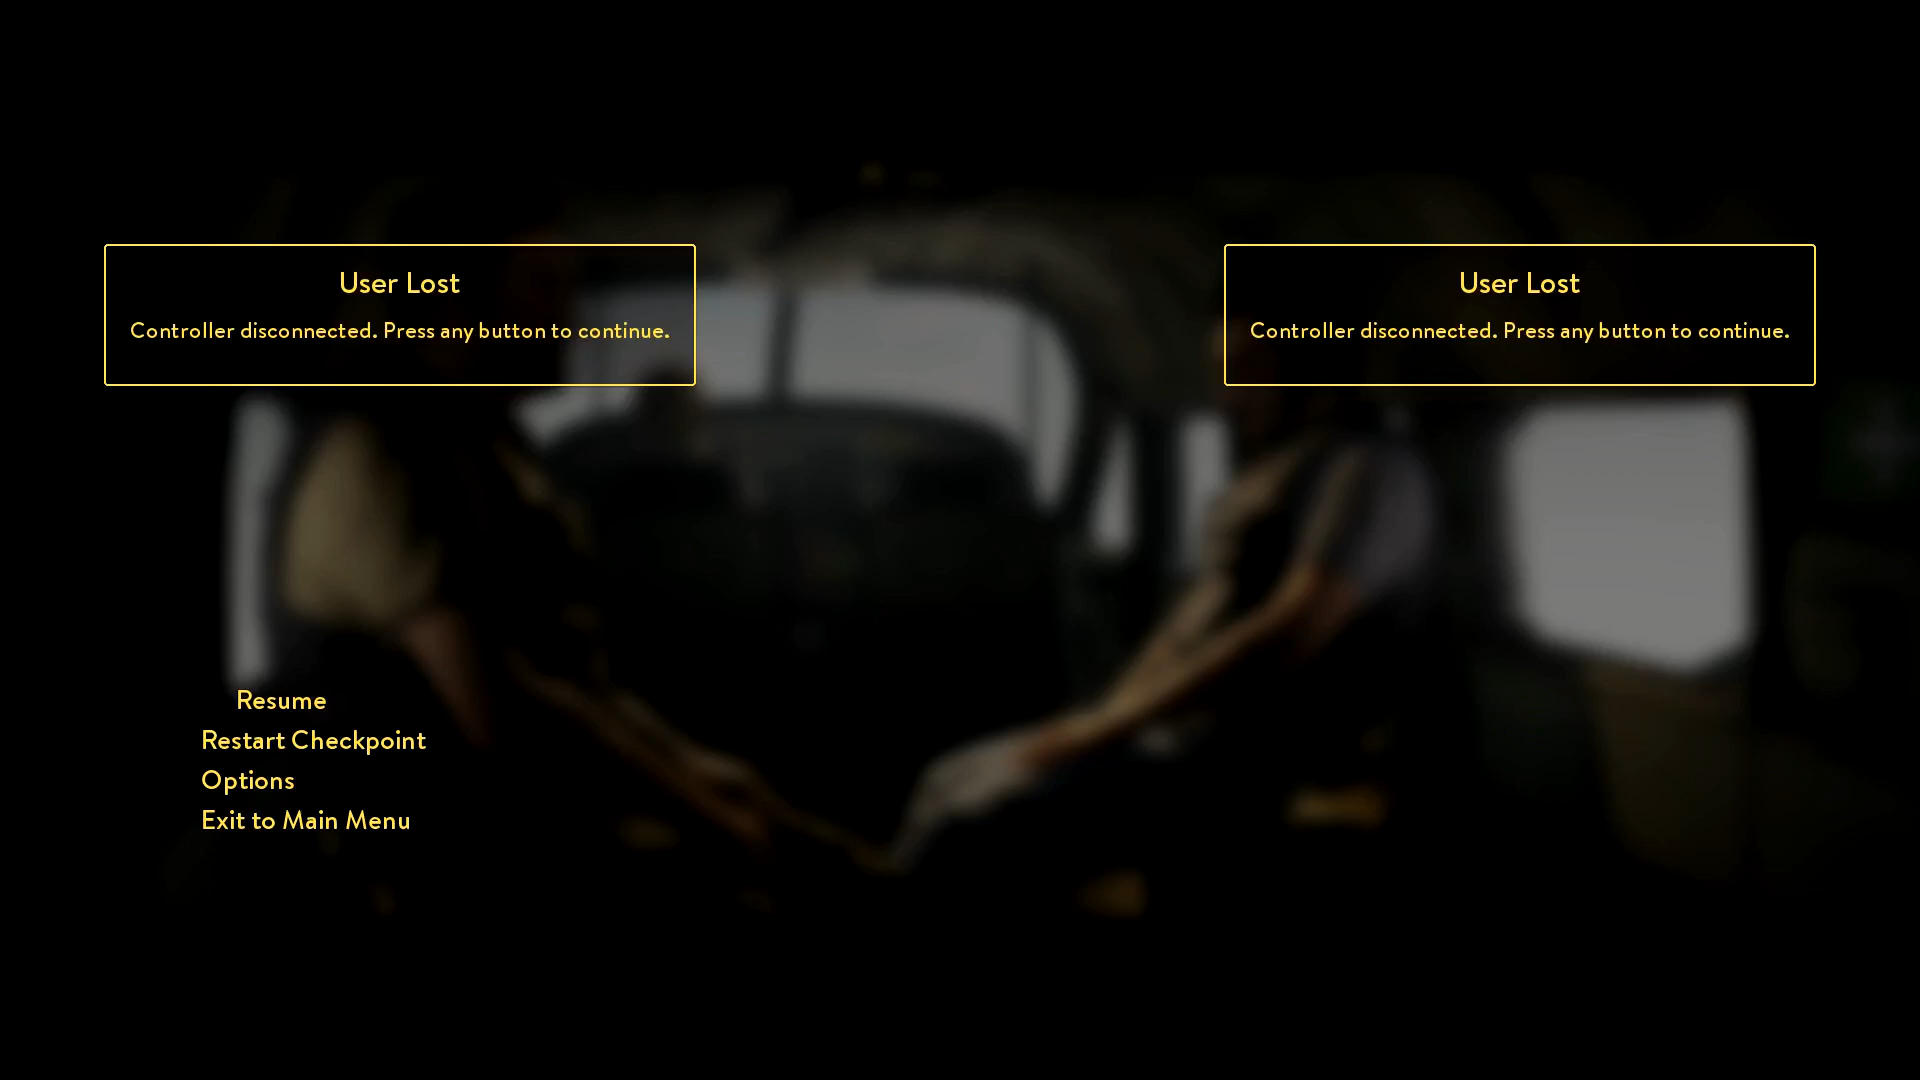 User Lost
Controller disconnected. Press any button to continue.
User Lost
Controller disconnected. Press any button to continue.
Resume
Restart Checkpoint
Options
Exit to Main Menu